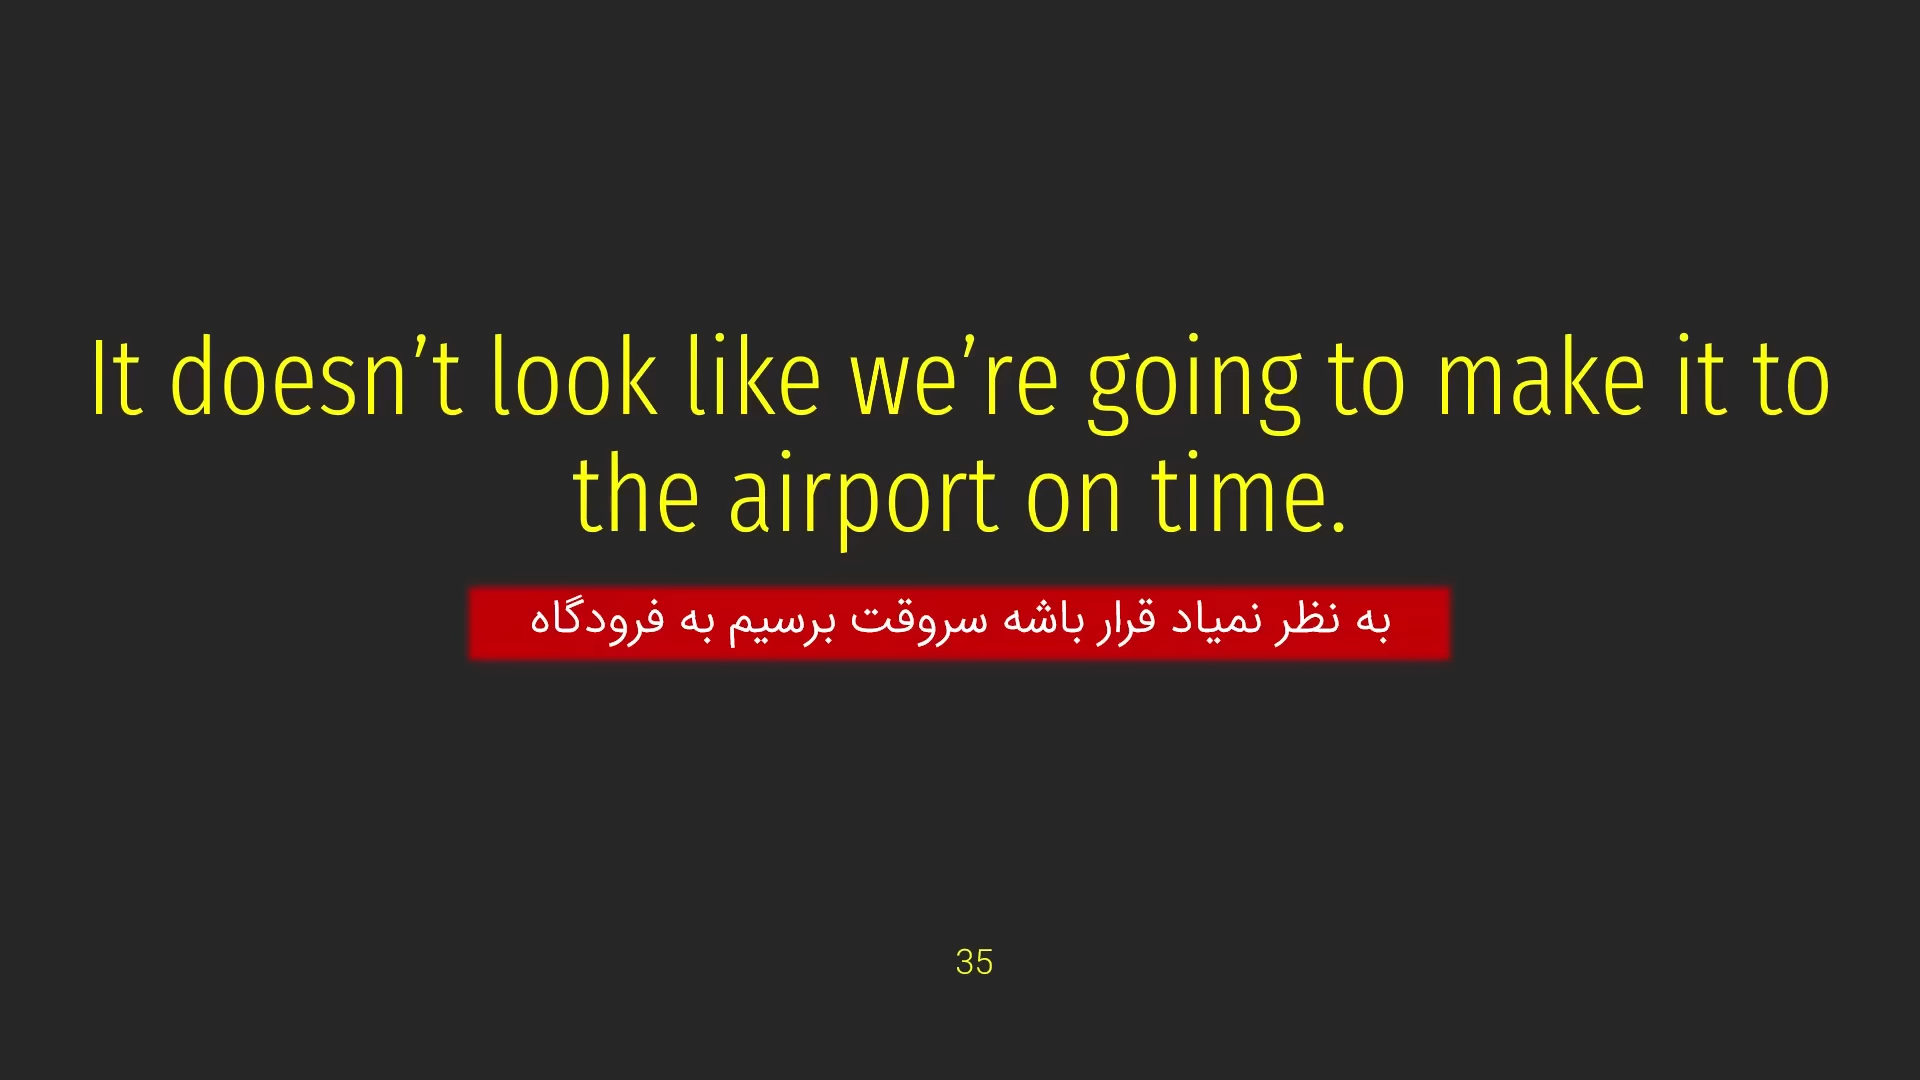 It doesn’t look like we’re going to make it to
the airport on time.
به نظر نمیاد قرار باشه سروقت برسیم به فرودگاه
35